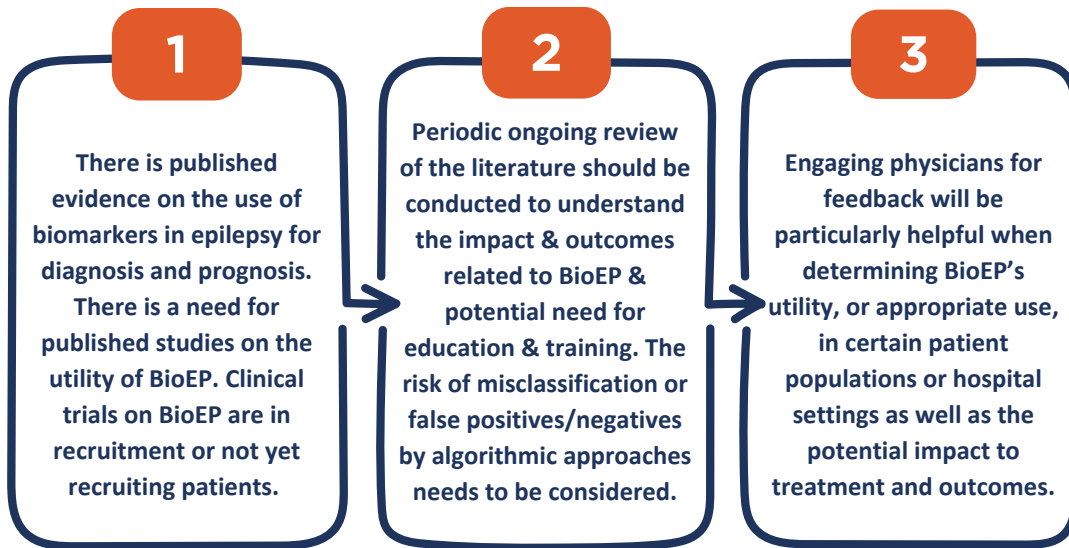 1
There is published
evidence on the use of
biomarkers in epilepsy for
diagnosis and prognosis.
There is a need for
published studies on the
utility of BioEP. Clinical
trials on BioEP are in
recruitment or not yet
recruiting patients.
2
Periodic ongoing review
of the literature should be
conducted to understand
the impact & outcomes
related to BioEP &
potential need for
education & training. The
risk of misclassification or
false positives/negatives
by algorithmic approaches
needs to be considered.
3
Engaging physicians for
feedback will be
particularly helpful when
determining BioEP’s
utility, or appropriate use,
in certain patient
populations or hospital
settings as well as the
potential impact to
treatment and outcomes.